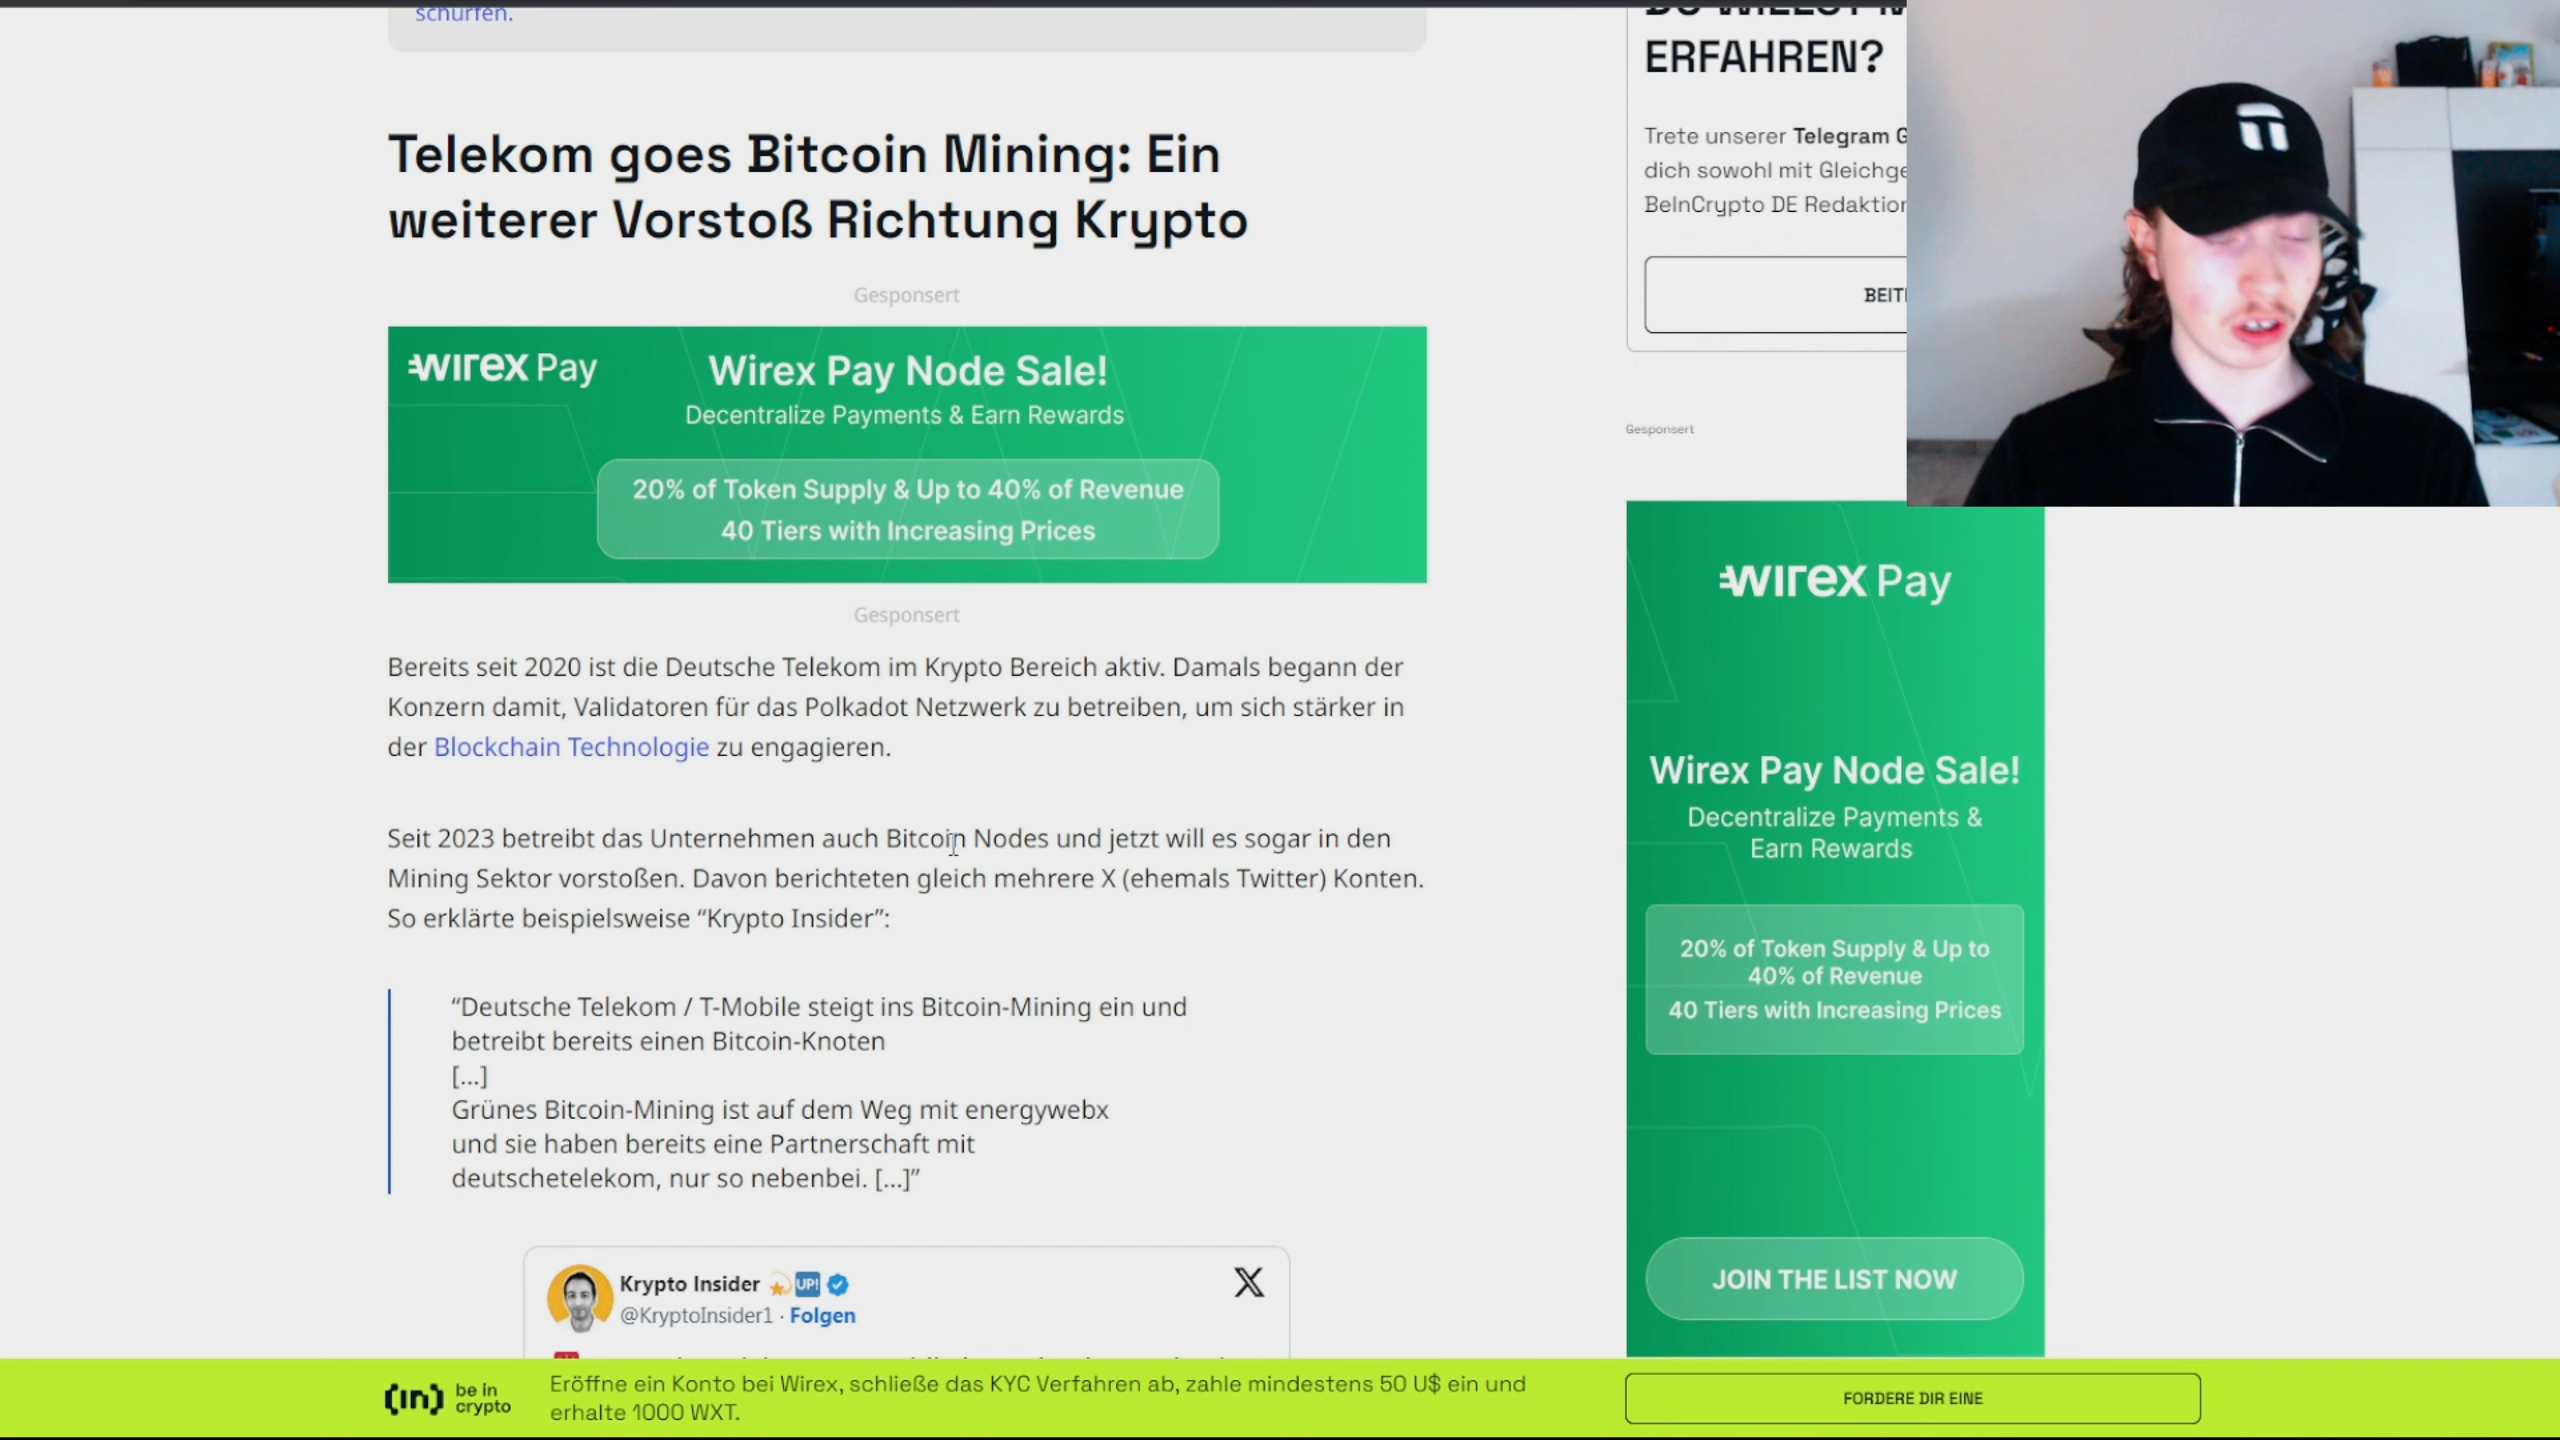 schürfen.
Telekom goes Bitcoin Mining: Ein
weiterer Vorstoß Richtung Krypto
Gesponsert
wirex Pay
Wirex Pay Node Sale!
Decentralize Payments & Earn Rewards
20% of Token Supply & Up to 40% of Revenue
40 Tiers with Increasing Prices
Gesponsert
Bereits seit 2020 ist die Deutsche Telekom im Krypto Bereich aktiv. Damals begann der
Konzern damit, Validatoren für das Polkadot Netzwerk zu betreiben, um sich stärker in
der Blockchain Technologie zu engagieren.
Seit 2023 betreibt das Unternehmen auch Bitcoin Nodes und jetzt will es sogar in den
Mining Sektor vorstoßen. Davon berichteten gleich mehrere X (ehemals Twitter) Konten.
So erklärte beispielsweise “Krypto Insider”:
“Deutsche Telekom / T-Mobile steigt ins Bitcoin-Mining ein und
betreibt bereits einen Bitcoin-Knoten
[…]
Grünes Bitcoin-Mining ist auf dem Weg mit energywebx
und sie haben bereits eine Partnerschaft mit
deutschetelekom, nur so nebenbei. […]”
Krypto Insider UP!
@KryptoInsider1 · Folgen
ERFAHREN?
Trete unserer Telegram G
dich sowohl mit Gleichge
BeInCrypto DE Redaktion
BEIT
Gesponsert
wirex Pay
Wirex Pay Node Sale!
Decentralize Payments &
Earn Rewards
20% of Token Supply & Up to
40% of Revenue
40 Tiers with Increasing Prices
JOIN THE LIST NOW
(in) be in
crypto
Eröffne ein Konto bei Wirex, schließe das KYC Verfahren ab, zahle mindestens 50 U$ ein und
erhalte 1000 WXT.
FORDERE DIR EINE